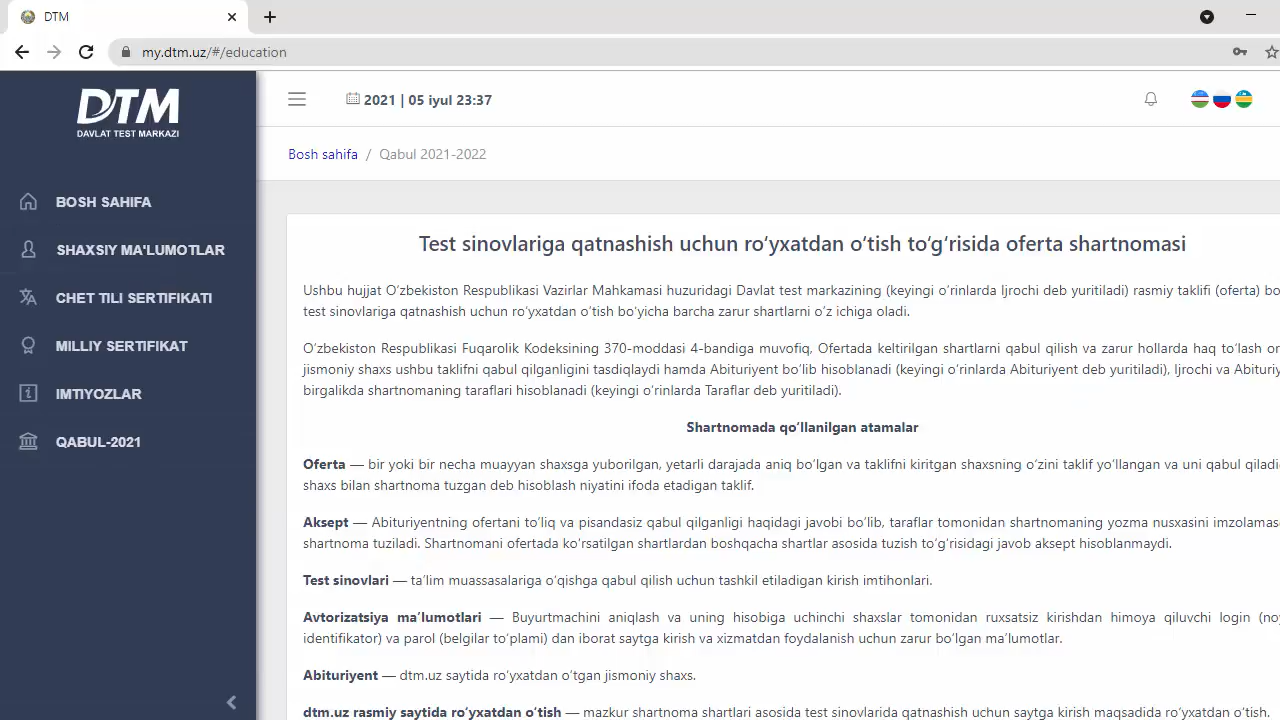 DTM
my.dtm.uz/#/education
DTM
DAVLAT TEST MARKAZI
2021 | 05 iyul 23:37
Bosh sahifa / Qabul 2021-2022
BOSH SAHIFA
SHAXSIY MA'LUMOTLAR
CHET TILI SERTIFIKATI
MILLIY SERTIFIKAT
IMTIYOZLAR
QABUL-2021
Test sinovlariga qatnashish uchun ro‘yxatdan o‘tish to‘g‘risida oferta shartnomasi
Ushbu hujjat O‘zbekiston Respublikasi Vazirlar Mahkamasi huzuridagi Davlat test markazining (keyingi o‘rinlarda Ijrochi deb yuritiladi) rasmiy taklifi (oferta) bo
test sinovlariga qatnashish uchun ro‘yxatdan o‘tish bo‘yicha barcha zarur shartlarni o‘z ichiga oladi.
O‘zbekiston Respublikasi Fuqarolik Kodeksining 370-moddasi 4-bandiga muvofiq, Ofertada keltirilgan shartlarni qabul qilish va zarur hollarda haq to‘lash or
jismoniy shaxs ushbu taklifni qabul qilganligini tasdiqlaydi hamda Abituriyent bo‘lib hisoblanadi (keyingi o‘rinlarda Abituriyent deb yuritiladi), Ijrochi va Abituriy
birgalikda shartnomaning taraflari hisoblanadi (keyingi o‘rinlarda Taraflar deb yuritiladi).
Shartnomada qo‘llanilgan atamalar
Oferta — bir yoki bir necha muayyan shaxsga yuborilgan, yetarli darajada aniq bo‘lgan va taklifni kiritgan shaxsning o‘zini taklif yo‘llangan va uni qabul qiladig
shaxs bilan shartnoma tuzgan deb hisoblash niyatini ifoda etadigan taklif.
Aksept — Abituriyentning ofertani to‘liq va pisandasiz qabul qilganligi haqidagi javobi bo‘lib, taraflar tomonidan shartnomaning yozma nusxasini imzolamas
shartnoma tuziladi. Shartnomani ofertada ko‘rsatilgan shartlardan boshqacha shartlar asosida tuzish to‘g‘risidagi javob aksept hisoblanmaydi.
Test sinovlari — ta’lim muassasalariga o‘qishga qabul qilish uchun tashkil etiladigan kirish imtihonlari.
Avtorizatsiya ma’lumotlari — Buyurtmachini aniqlash va uning hisobiga uchinchi shaxslar tomonidan ruxsatsiz kirishdan himoya qiluvchi login (noy
identifikator) va parol (belgilar to‘plami) dan iborat saytga kirish va xizmatdan foydalanish uchun zarur bo‘lgan ma’lumotlar.
Abituriyent — dtm.uz saytida ro‘yxatdan o‘tgan jismoniy shaxs.
dtm.uz rasmiy saytida ro‘yxatdan o‘tish — mazkur shartnoma shartlari asosida test sinovlarida qatnashish uchun saytga kirish maqsadida ro‘yxatdan o‘tish.